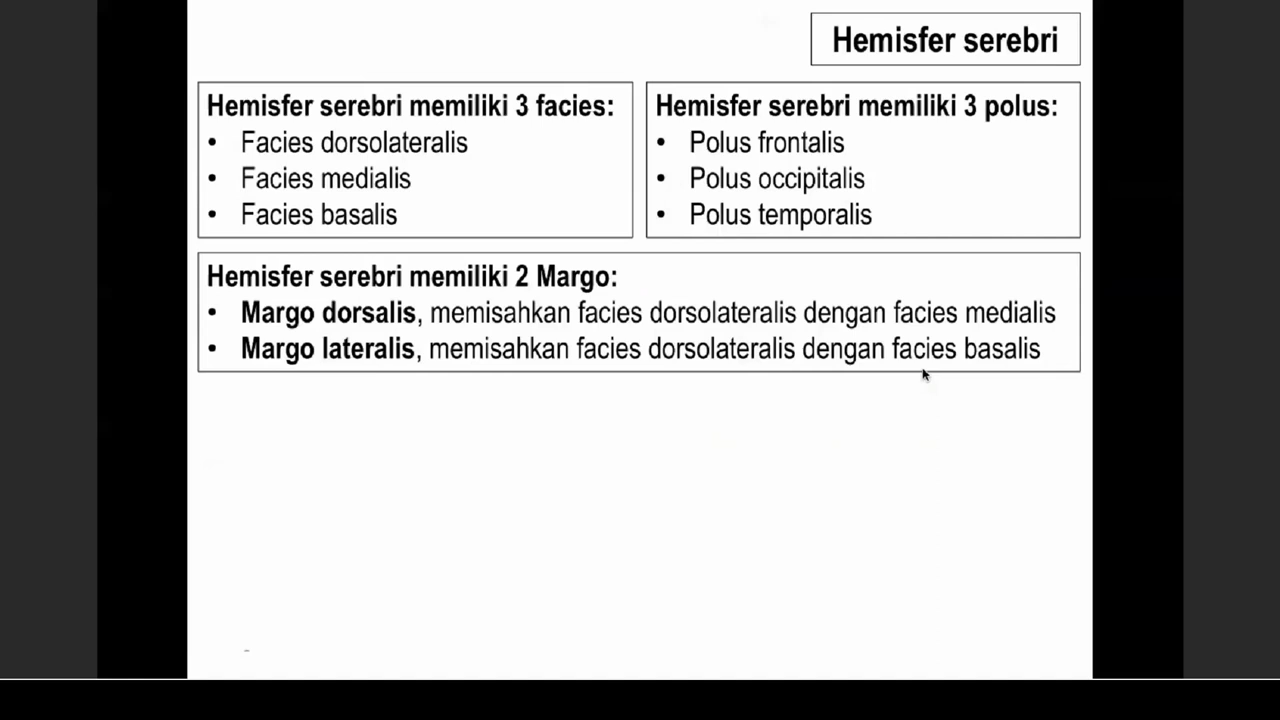 Hemisfer serebri
Hemisfer serebri memiliki 3 facies:
• Facies dorsolateralis
• Facies medialis
• Facies basalis
Hemisfer serebri memiliki 3 polus:
• Polus frontalis
• Polus occipitalis
• Polus temporalis
Hemisfer serebri memiliki 2 Margo:
• Margo dorsalis, memisahkan facies dorsolateralis dengan facies medialis
• Margo lateralis, memisahkan facies dorsolateralis dengan facies basalis